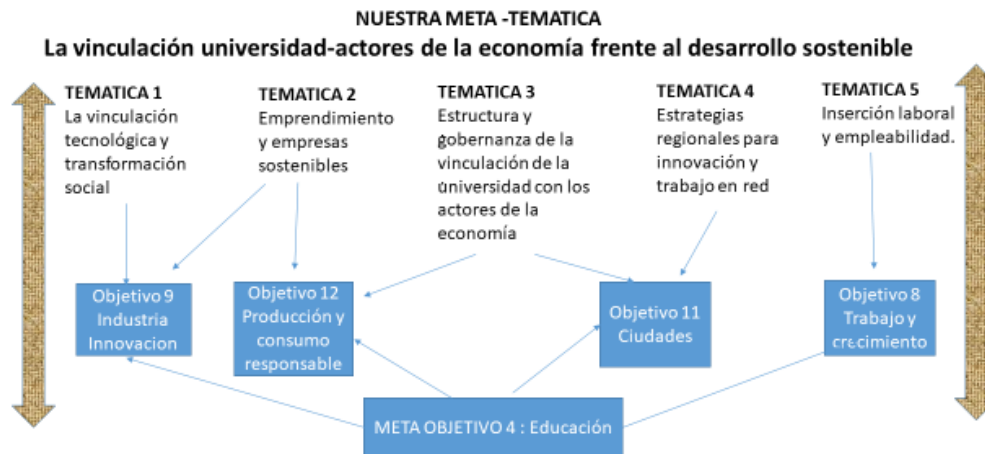 NUESTRA META -TEMATICA
La vinculación universidad-actores de la economía frente al desarrollo sostenible
TEMATICA 1
La vinculación
tecnológica y
transformación
social
TEMATICA 2
Emprendimiento
y empresas
sostenibles
TEMATICA 3
Estructura y
gobernanza de la
vinculación de la
universidad con los
actores de la
economía
TEMATICA 4
Estrategias
regionales para
innovación y
trabajo en red
TEMATICA 5
Inserción laboral
y empleabilidad.
Objetivo 9
Industria
Innovacion
Objetivo 12
Producción y
consumo
responsable
Objetivo 11
Ciudades
Objetivo 8
Trabajo y
crecimiento
META OBJETIVO 4 : Educación